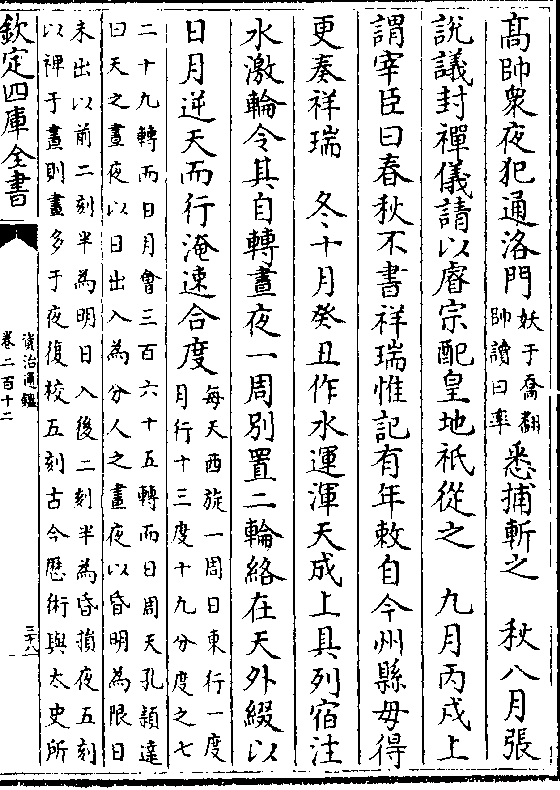 髙帥衆夜犯通洛門妖于喬翻帥讀曰率悉捕斬之　秋八月張
說議封禪儀請以睿宗配皇地祇從之　九月丙戌上
謂宰臣曰春秋不書祥瑞惟記有年敕自今州縣毋得
更奏祥瑞　冬十月癸丑作水運渾天成上具列宿注
水激輪令其自轉晝夜一周别置二輪絡在天外綴以
日月逆天而行淹速合度每天西旋一周日東行一度月行十三度十九分度之七
二十九轉而日月會三百六十五轉而日周天孔頴達
曰天之晝夜以日出入為分人之晝夜以昏明為限日
未出以前二刻半為明日入後二刻半為昏損夜五刻
以禆于晝則晝多于夜復校五刻古今歴術與太史所
欽定四庫全書
資治通鑑
卷二百十二
三十八